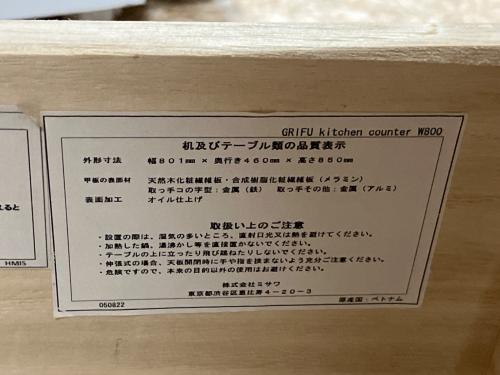 GRIFU kitchen counter W800
机及びテーブル類の品質表示
外形寸法 幅801mm × 奥行き460mm × 高さ850mm
甲板の表面材 天然木化粧繊維板・合成樹脂化粧繊維板(メラミン)
取っ手コの字型:金属(鉄) 取っ手その他:金属(アルミ)
表面加工 オイル仕上げ
取扱い上のご注意
・設置の際は、湿気の多いところ、直射日光又は熱を避けてください。
・加熱した鍋、湯沸かし等を直接置かないでください。
・テーブルの上に立ったり飛び跳ねたりしないでください。
・伸張式の場合、天板開閉時に手や指を挟まないよう充分ご注意ください。
・危険ですので、本来の目的以外の使用はお避けください。
株式会社ミサワ
東京都渋谷区恵比寿4-20-3
050822 原産国:ベトナム
えると
HMIS